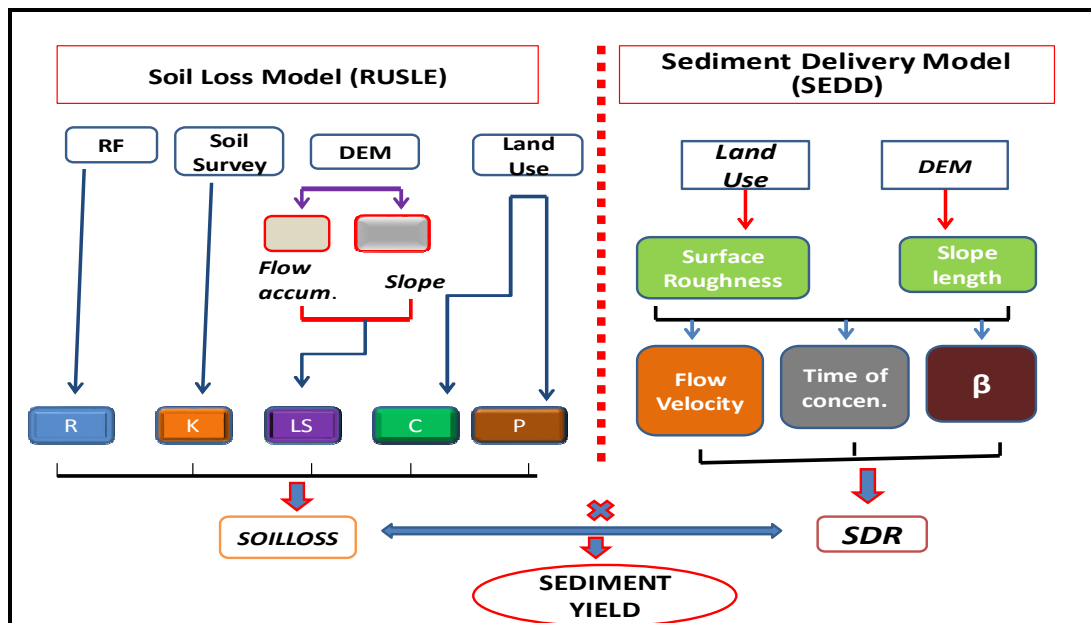 Soil Loss Model (RUSLE)
RF
Soil
Survey
DEM
Land
Use
Flow
accum.
Slope
R
K
LS
C
P
SOILLOSS
Sediment Delivery Model
(SEDD)
Land
Use
DEM
Surface
Roughness
Slope
length
Flow
Velocity
Time of
concen.
β
SDR
SEDIMENT
YIELD